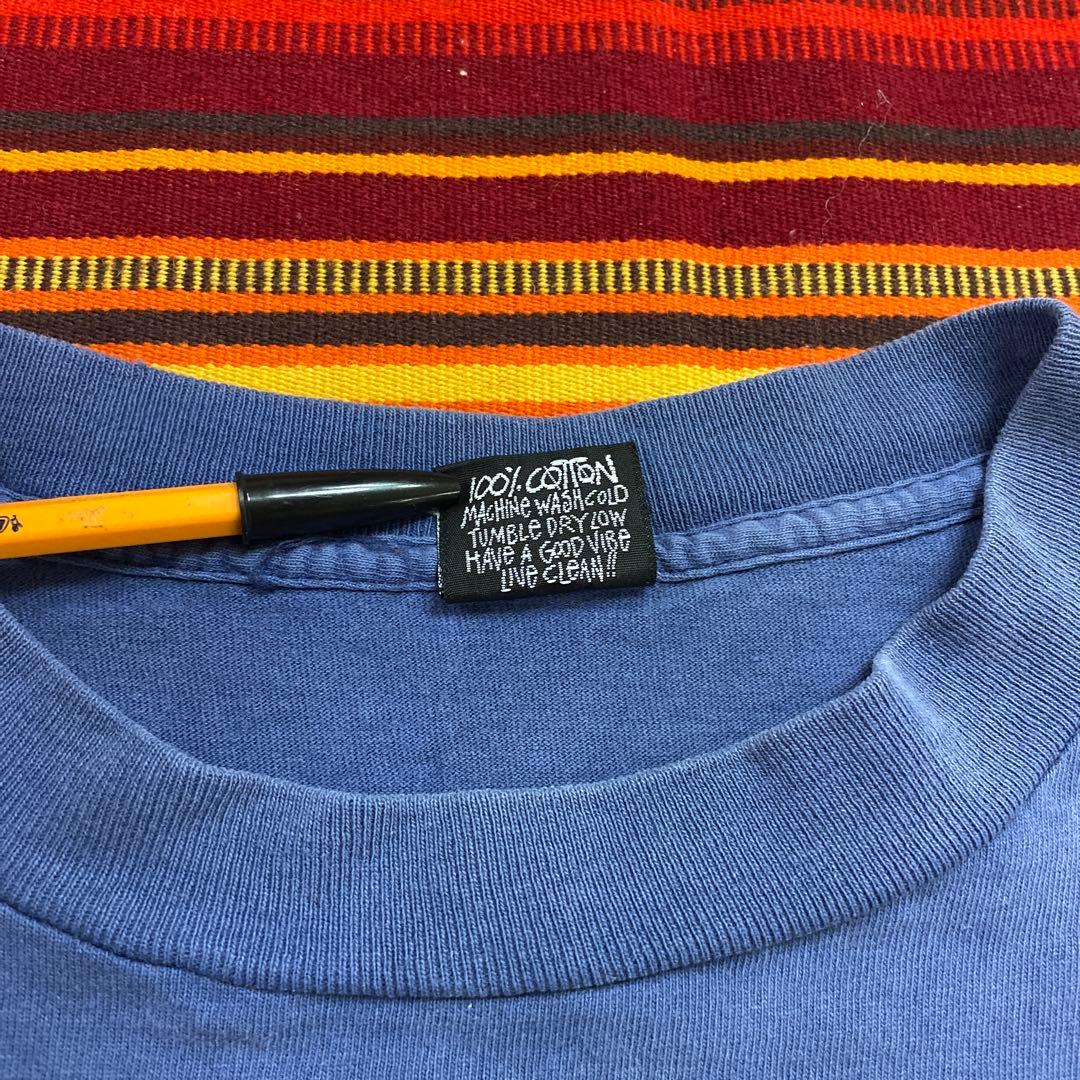 100% COTTON
MACHINE WASH COLD
TUMBLE DRY LOW
HAVE A GOOD VIBE
LIVE CLEAN!!